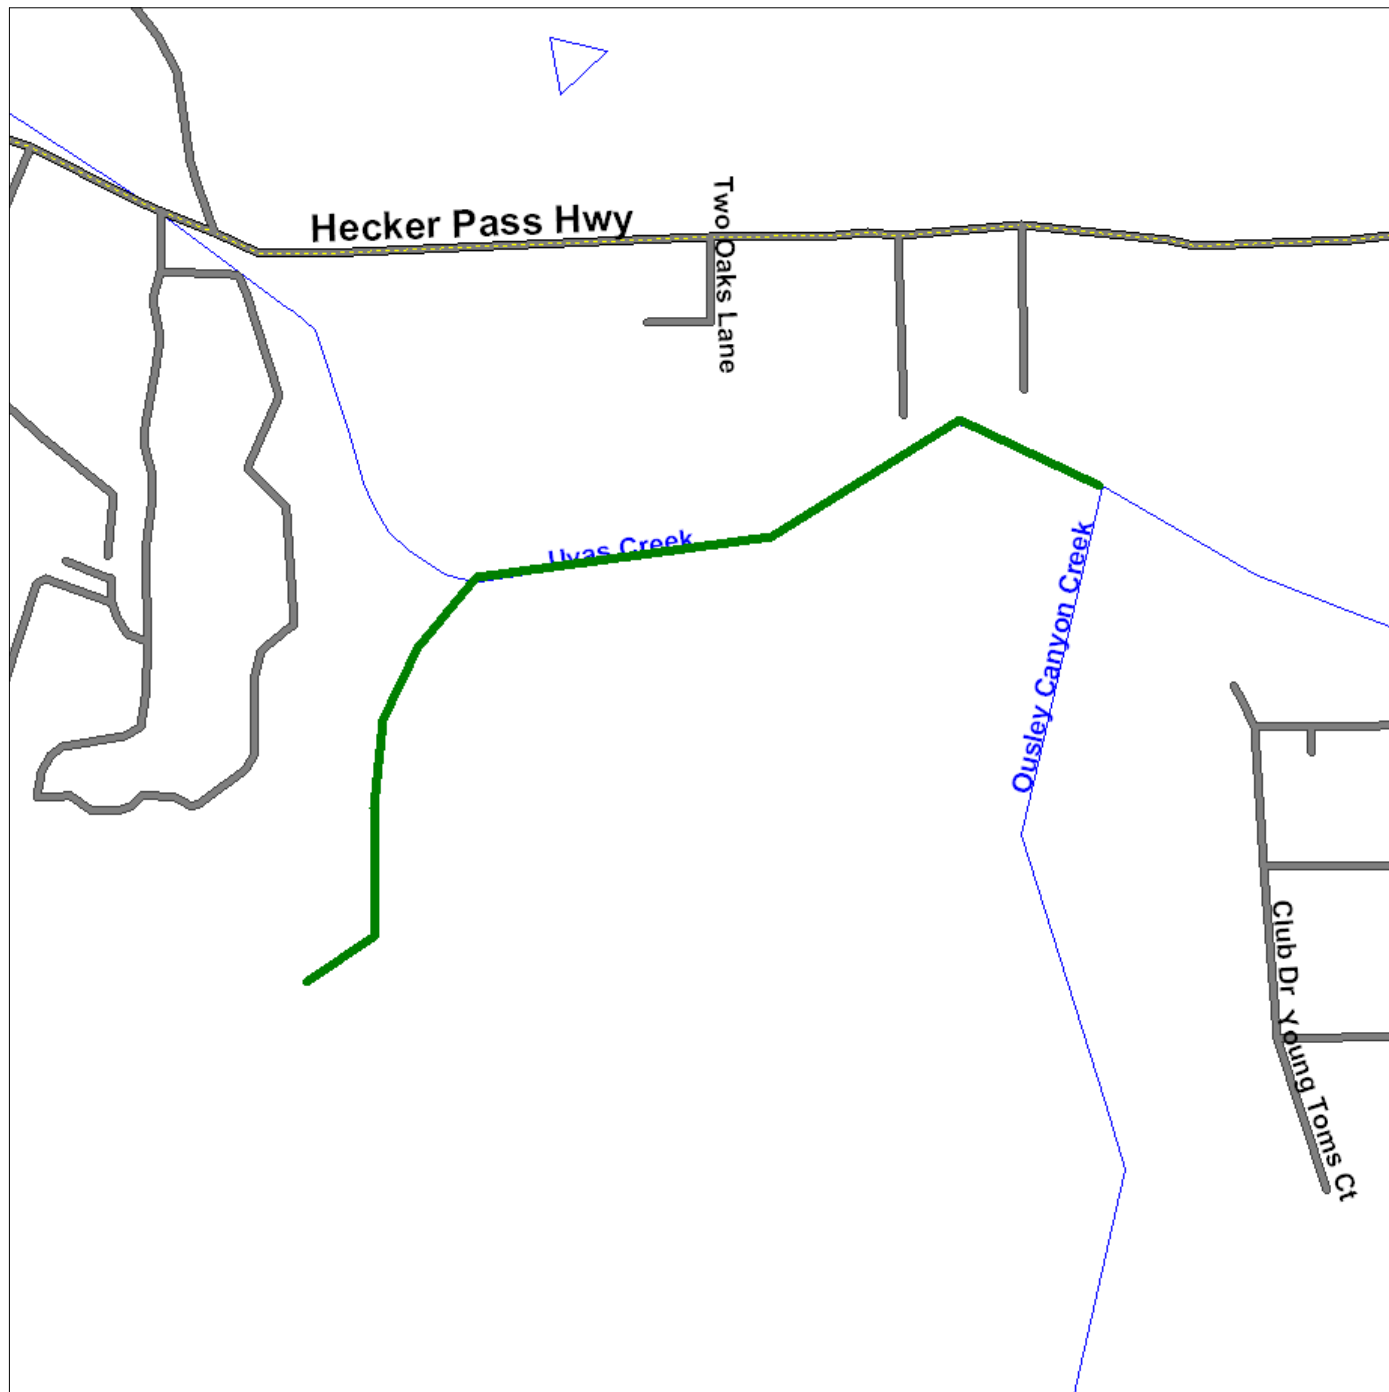 Hecker Pass Hwy
Two Oaks Lane
Uvas Creek
Ousley Canyon Creek
Club Dr
Young Toms Ct